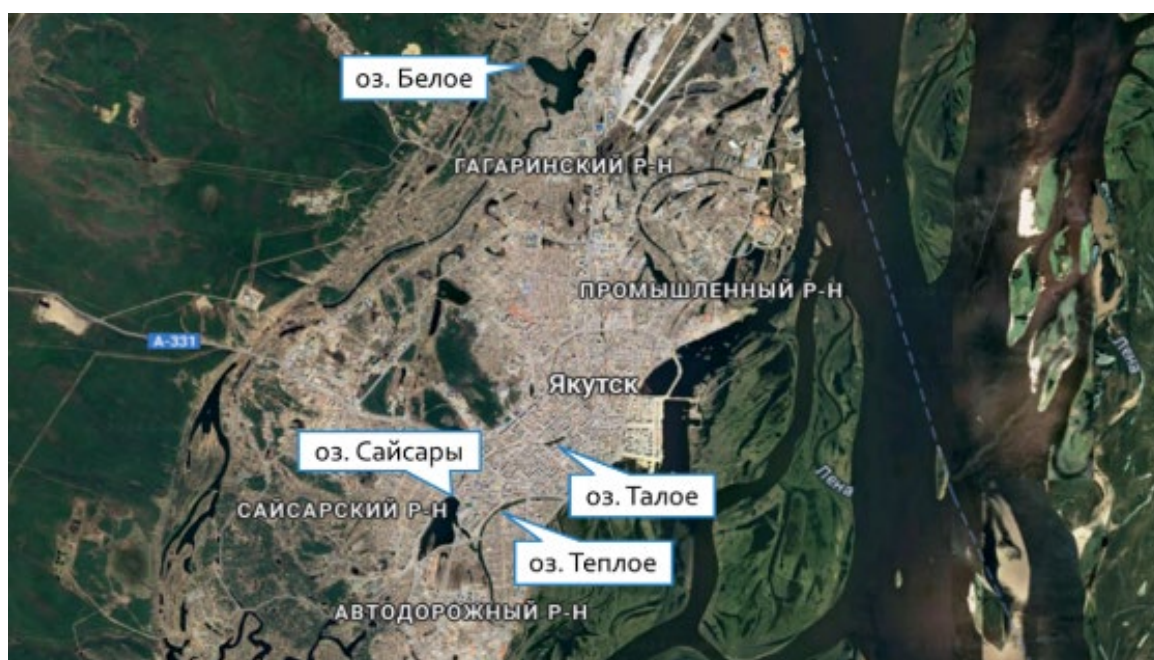 оз. Белое
ГАГАРИНСКИЙ Р-Н
ПРОМЫШЛЕННЫЙ Р-Н
А-331
Лена
Якутск
оз. Сайсары
Лена
оз. Талое
САЙСАРСКИЙ Р-Н
оз. Теплое
АВТОДОРОЖНЫЙ Р-Н